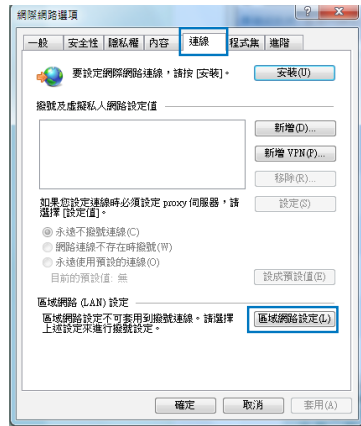 網際網路選項
一般 安全性 隱私權 內容 連線 程式集 進階
要設定網際網路連線，請按 [安裝]。 安裝(U)
撥號及虛擬私人網路設定值
新增(D)...
新增 VPN(P)...
移除(R)...
如果您設定連線時必須設定 proxy 伺服器，請
選擇 [設定值]。
設定(S)
永遠不撥號連線(C)
網路連線不存在時撥號(W)
永遠使用預設的連線(O)
目前的預設值: 無 設成預設值(E)
區域網路 (LAN) 設定
區域網路設定不可套用到撥號連線。請選擇
上述設定來進行撥號設定。
區域網路設定(L)
確定 取消 套用(A)